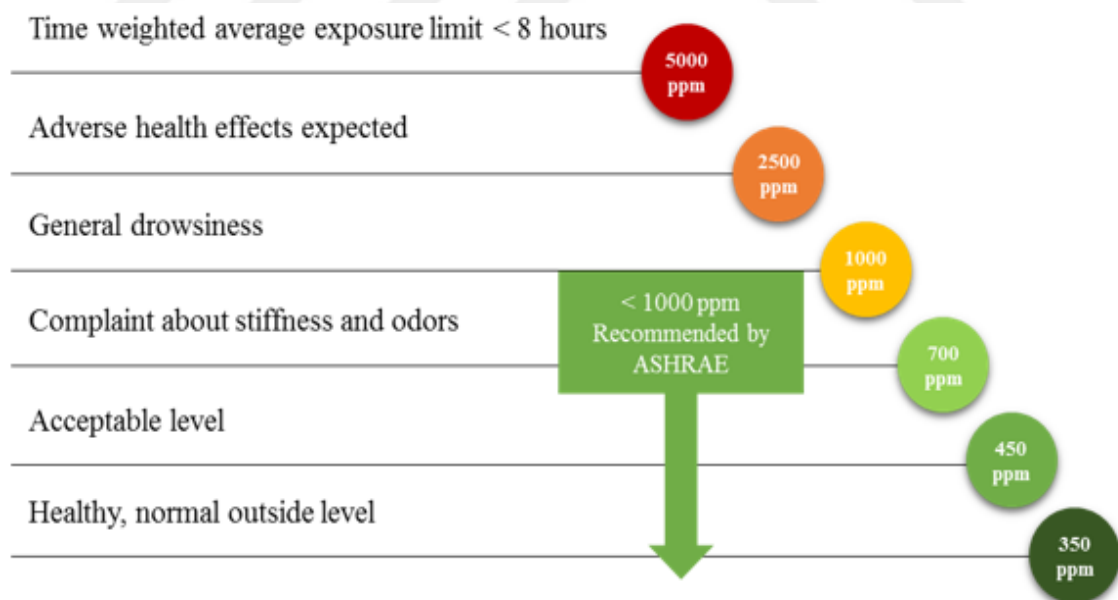 Time weighted average exposure limit < 8 hours
5000
ppm
Adverse health effects expected
2500
ppm
General drowsiness
1000
ppm
< 1000 ppm
Recommended by
ASHRAE
Complaint about stiffness and odors
700
ppm
Acceptable level
450
ppm
Healthy, normal outside level
350
ppm